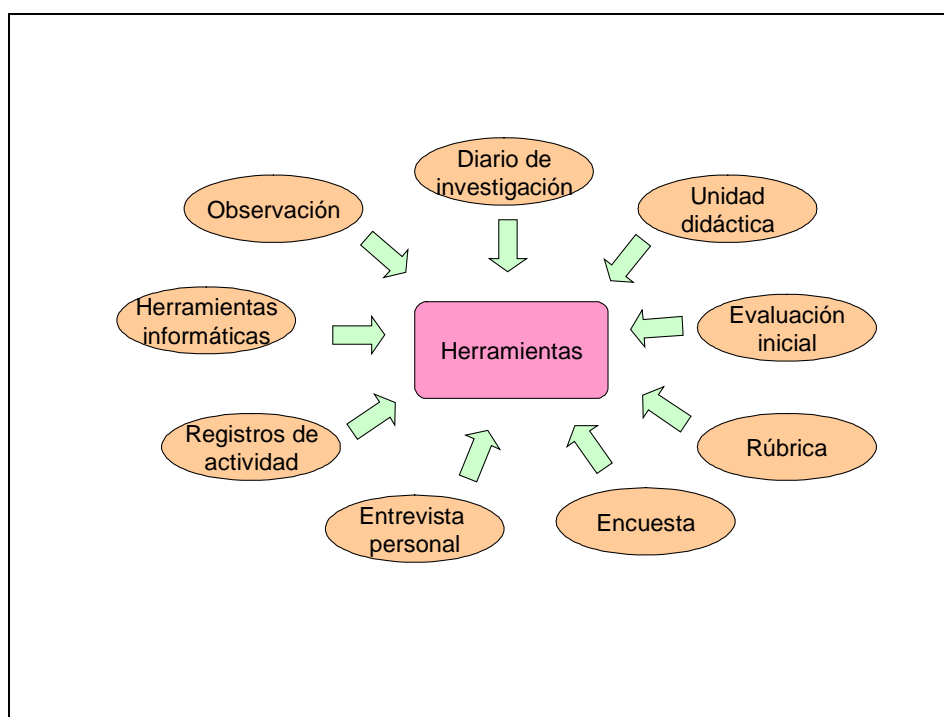 Diario de
investigación
Unidad
didáctica
Observación
Herramientas
informáticas
Evaluación
inicial
Herramientas
Registros de
actividad
Rúbrica
Entrevista
personal
Encuesta